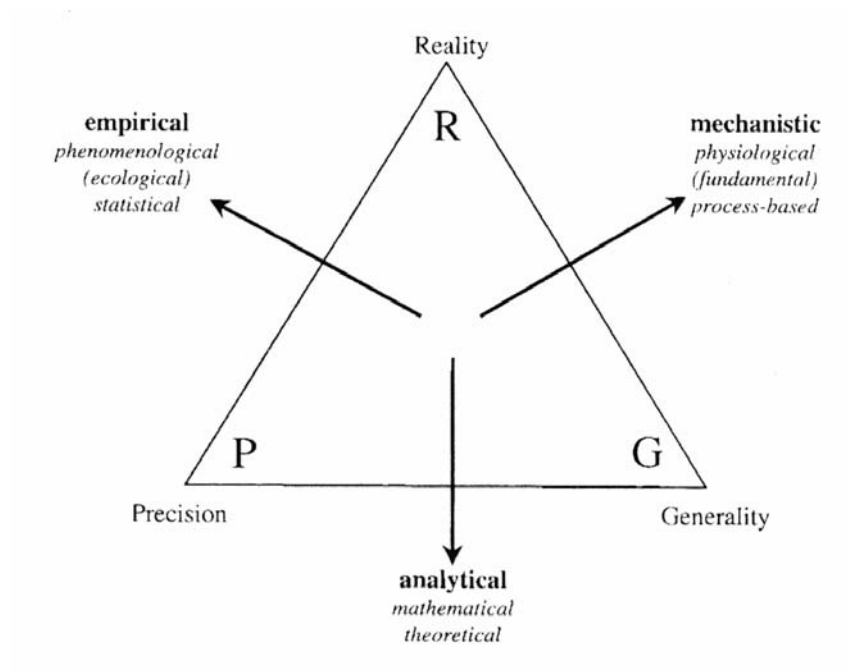 Reality
R
empirical
phenomenological
(ecological)
statistical
mechanistic
physiological
(fundamental)
process-based
P
G
Precision
Generality
analytical
mathematical
theoretical